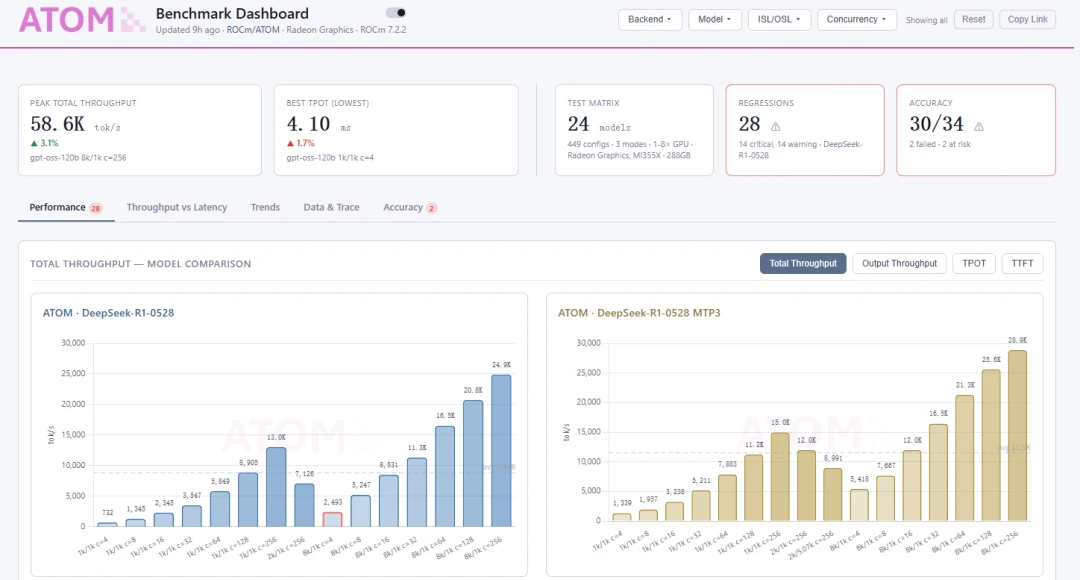 ATOM
Benchmark Dashboard
Updated 9h ago · ROCm/ATOM · Radeon Graphics · ROCm 7.2.2
Backend
Model
ISL/OSL
Concurrency
Showing all
Reset
Copy Link
PEAK TOTAL THROUGHPUT
58.6K tok/s
▲ 3.1%
gpt-oss-120b 8k/1k c=256
BEST TPOT (LOWEST)
4.10 ms
▲ 1.7%
gpt-oss-120b 1k/1k c=4
TEST MATRIX
24 models
449 configs · 3 modes · 1-8× GPU ·
Radeon Graphics, MI355X · 288GB
REGRESSIONS
28 ⚠
14 critical, 14 warning · DeepSeek-
R1-0528
ACCURACY
30/34 ⚠
2 failed · 2 at risk
Performance 28
Throughput vs Latency
Trends
Data & Trace
Accuracy 2
TOTAL THROUGHPUT — MODEL COMPARISON
Total Throughput
Output Throughput
TPOT
TTFT
ATOM · DeepSeek-R1-0528
tok/s
30,000
25,000
20,000
15,000
10,000
5,000
0
732
1,345
2,345
3,547
5,849
8,905
13.0K
7,126
2,493
5,247
8,531
11.3K
16.5K
20.8K
24.9K
1k/1k c=4
1k/1k c=8
1k/1k c=16
1k/1k c=32
1k/1k c=64
1k/1k c=128
1k/1k c=256
2k/1k c=256
8k/1k c=4
8k/1k c=8
8k/1k c=16
8k/1k c=32
8k/1k c=64
8k/1k c=128
8k/1k c=256
ATOM
ATOM · DeepSeek-R1-0528 MTP3
tok/s
30,000
25,000
20,000
15,000
10,000
5,000
0
1,339
1,957
3,238
5,211
7,883
11.2K
15.0K
12.0K
8,991
5,418
7,667
12.0K
16.5K
21.3K
25.6K
28.9K
1k/1k c=4
1k/1k c=8
1k/1k c=16
1k/1k c=32
1k/1k c=64
1k/1k c=128
1k/1k c=256
2k/1k c=256
2k/5.07k c=256
8k/1k c=4
8k/1k c=8
8k/1k c=16
8k/1k c=32
8k/1k c=64
8k/1k c=128
8k/1k c=256
ATOM